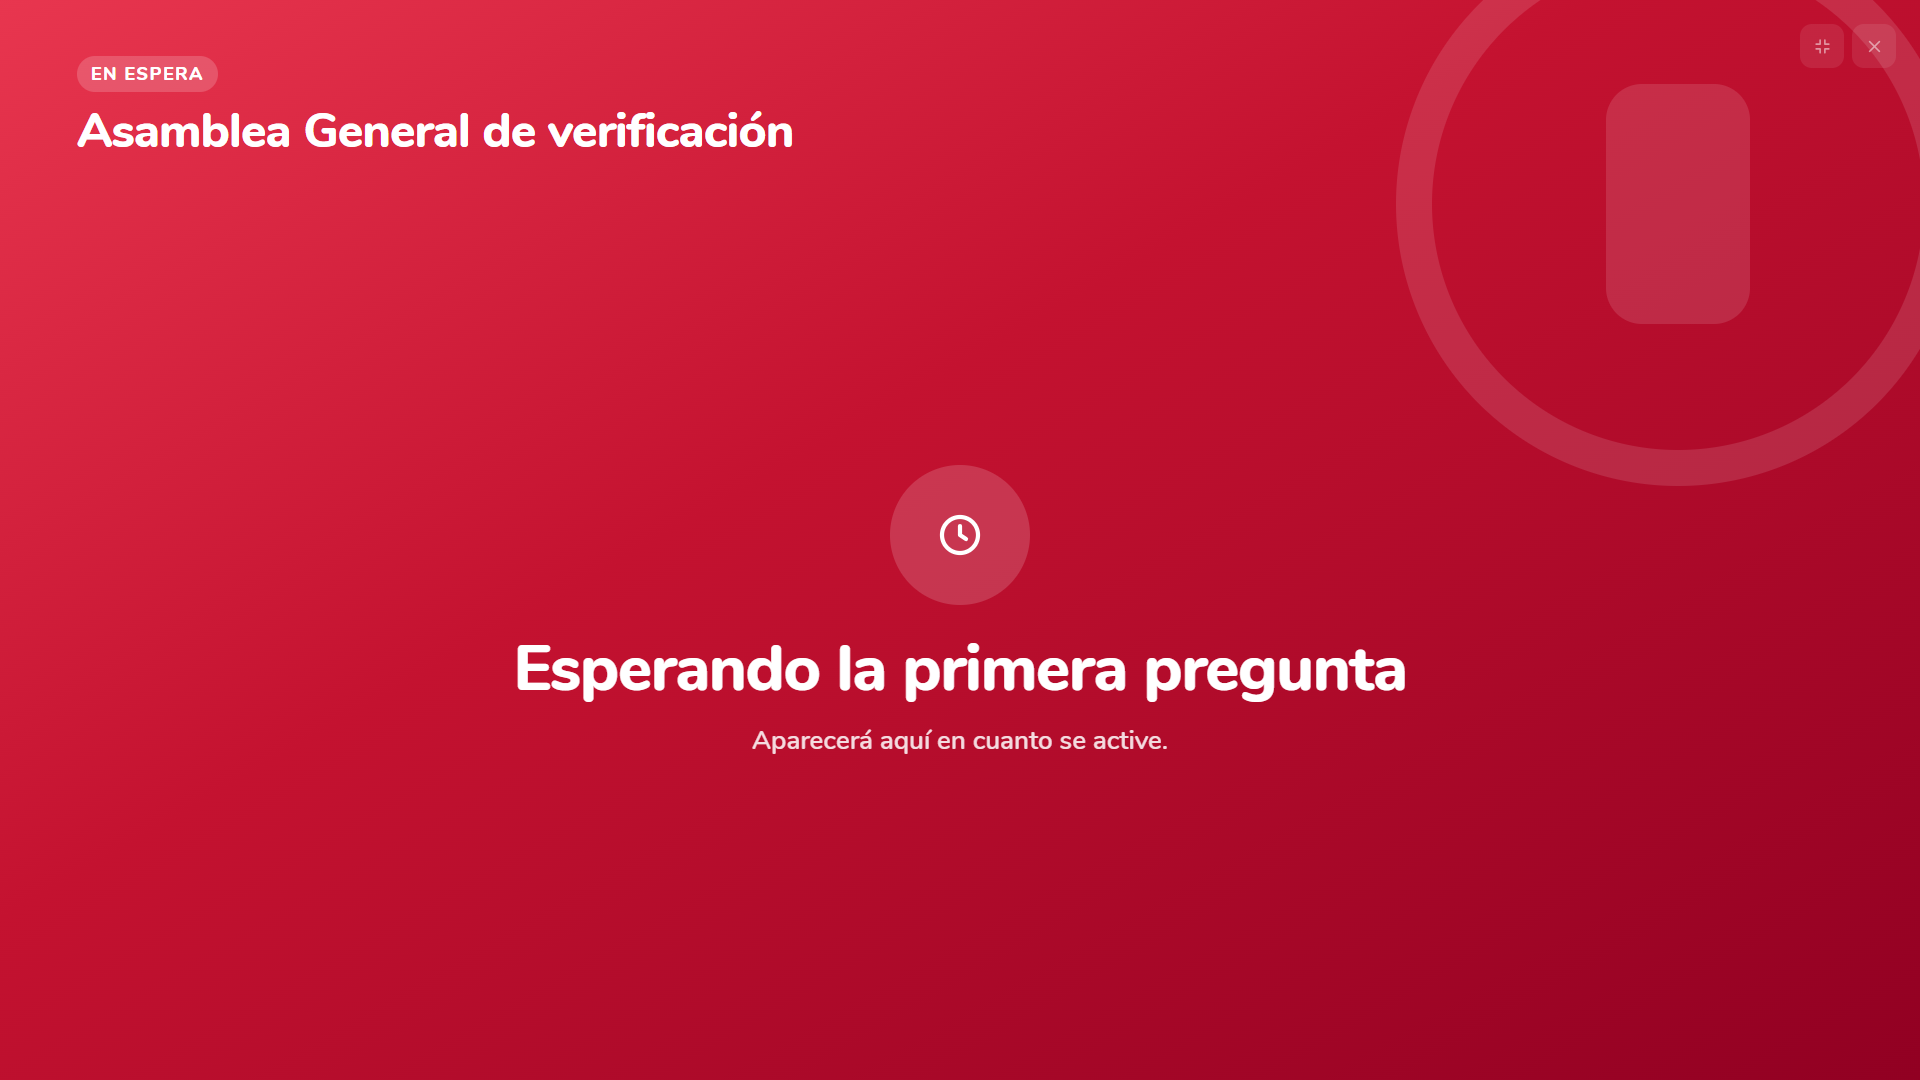 EN ESPERA
Asamblea General de verificación
Esperando la primera pregunta
Aparecerá aquí en cuanto se active.